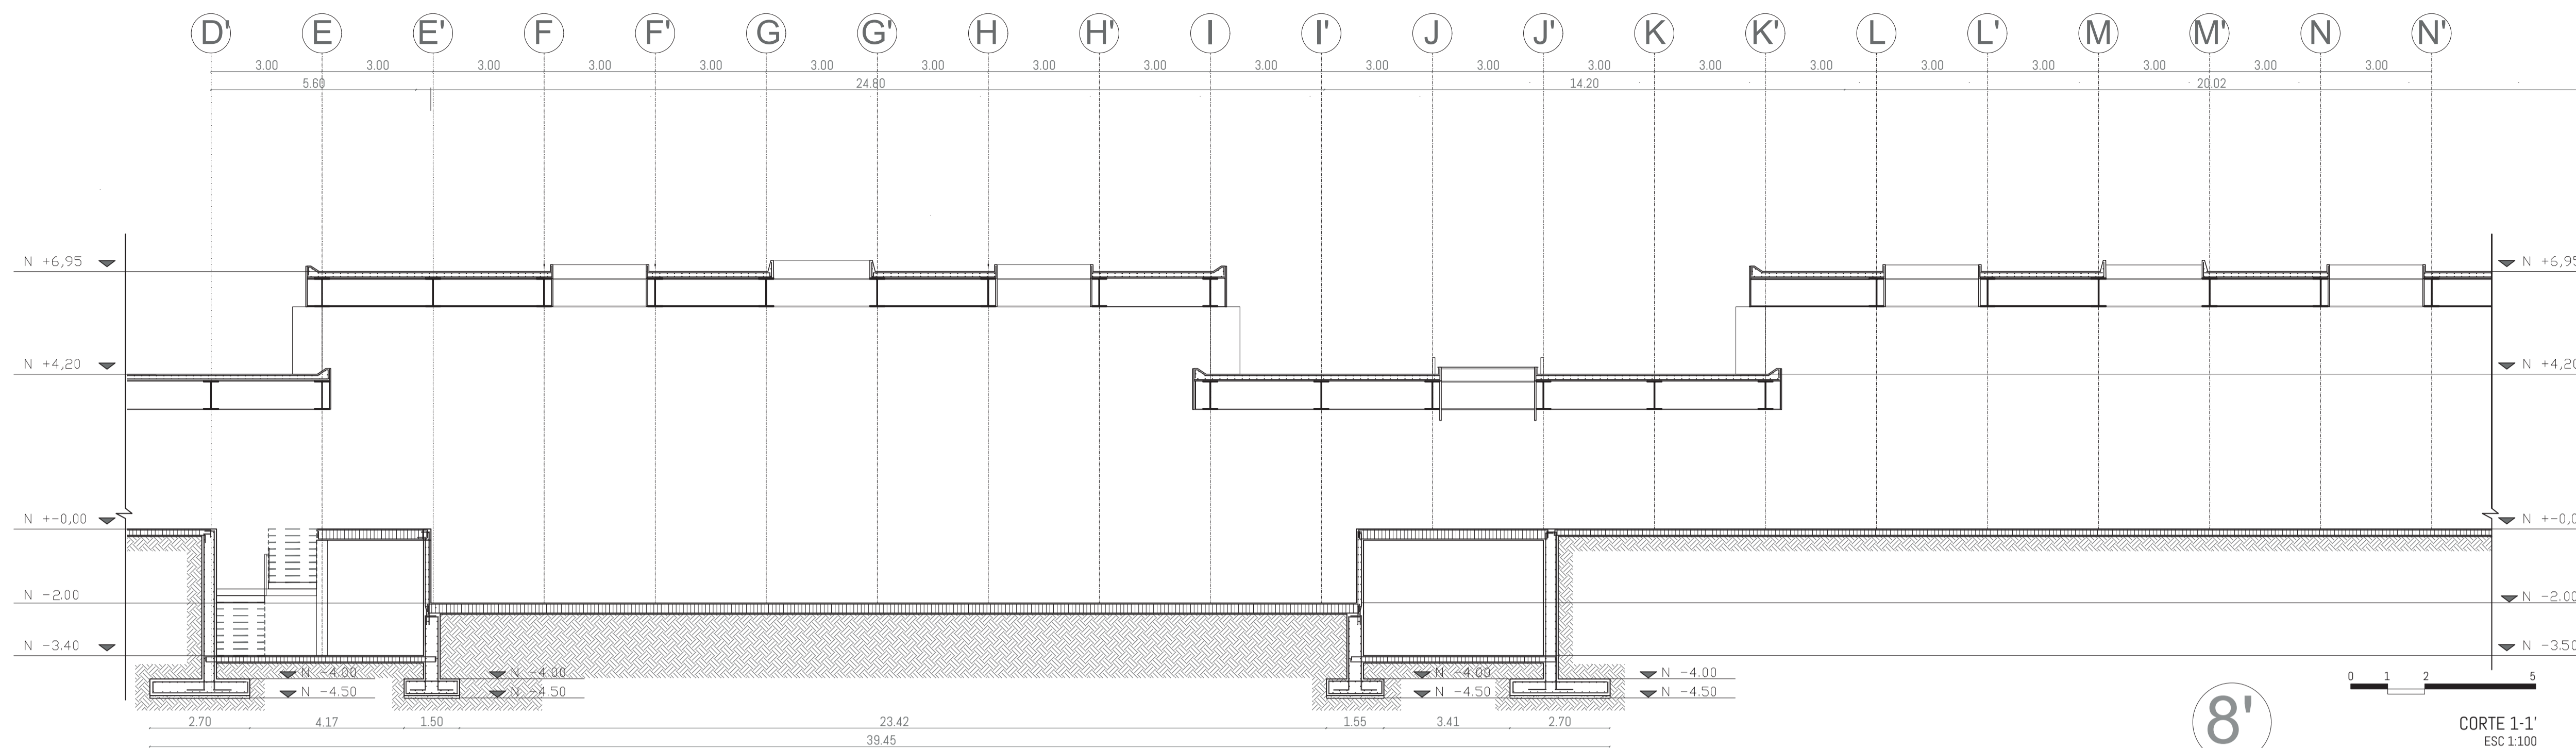 D' E E' F F' G G' H H' I I' J J' K K' L L' M M' N N'
3.00 3.00 3.00 3.00 3.00 3.00 3.00 3.00 3.00 3.00 3.00 3.00 3.00 3.00 3.00 3.00 3.00 3.00 3.00 3.00
5.60 24.80 14.20 20.02
N +6,95 N +6,95
N +4,20 N +4,20
N +-0,00 N +-0,0
N -2.00 N -2.00
N -3.40 N -3.50
N -4.00 N -4.00 N -4.00 N -4.00
N -4.50 N -4.50 N -4.50 N -4.50
0 1 2 5
2.70 4.17 1.50 23.42 1.55 3.41 2.70
39.45
8'
CORTE 1-1'
ESC 1:100